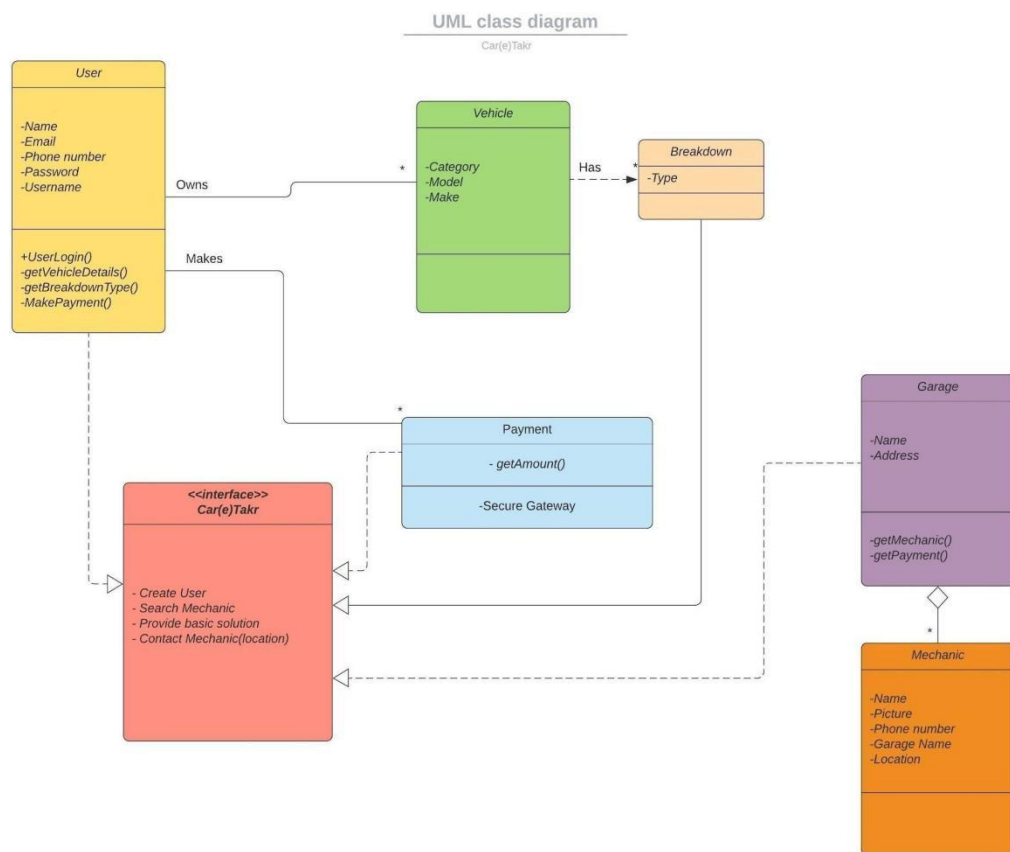 UML class diagram
Car(e)Takr
User
-Name
-Email
-Phone number
-Password
-Username
+UserLogin()
-getVehicleDetails()
-getBreakdownType()
-MakePayment()
Owns
*
Vehicle
-Category
-Model
-Make
Has
*
Breakdown
-Type
Makes
*
Payment
- getAmount()
-Secure Gateway
<<interface>>
Car(e)Takr
- Create User
- Search Mechanic
- Provide basic solution
- Contact Mechanic(location)
Garage
-Name
-Address
-getMechanic()
-getPayment()
*
Mechanic
-Name
-Picture
-Phone number
-Garage Name
-Location